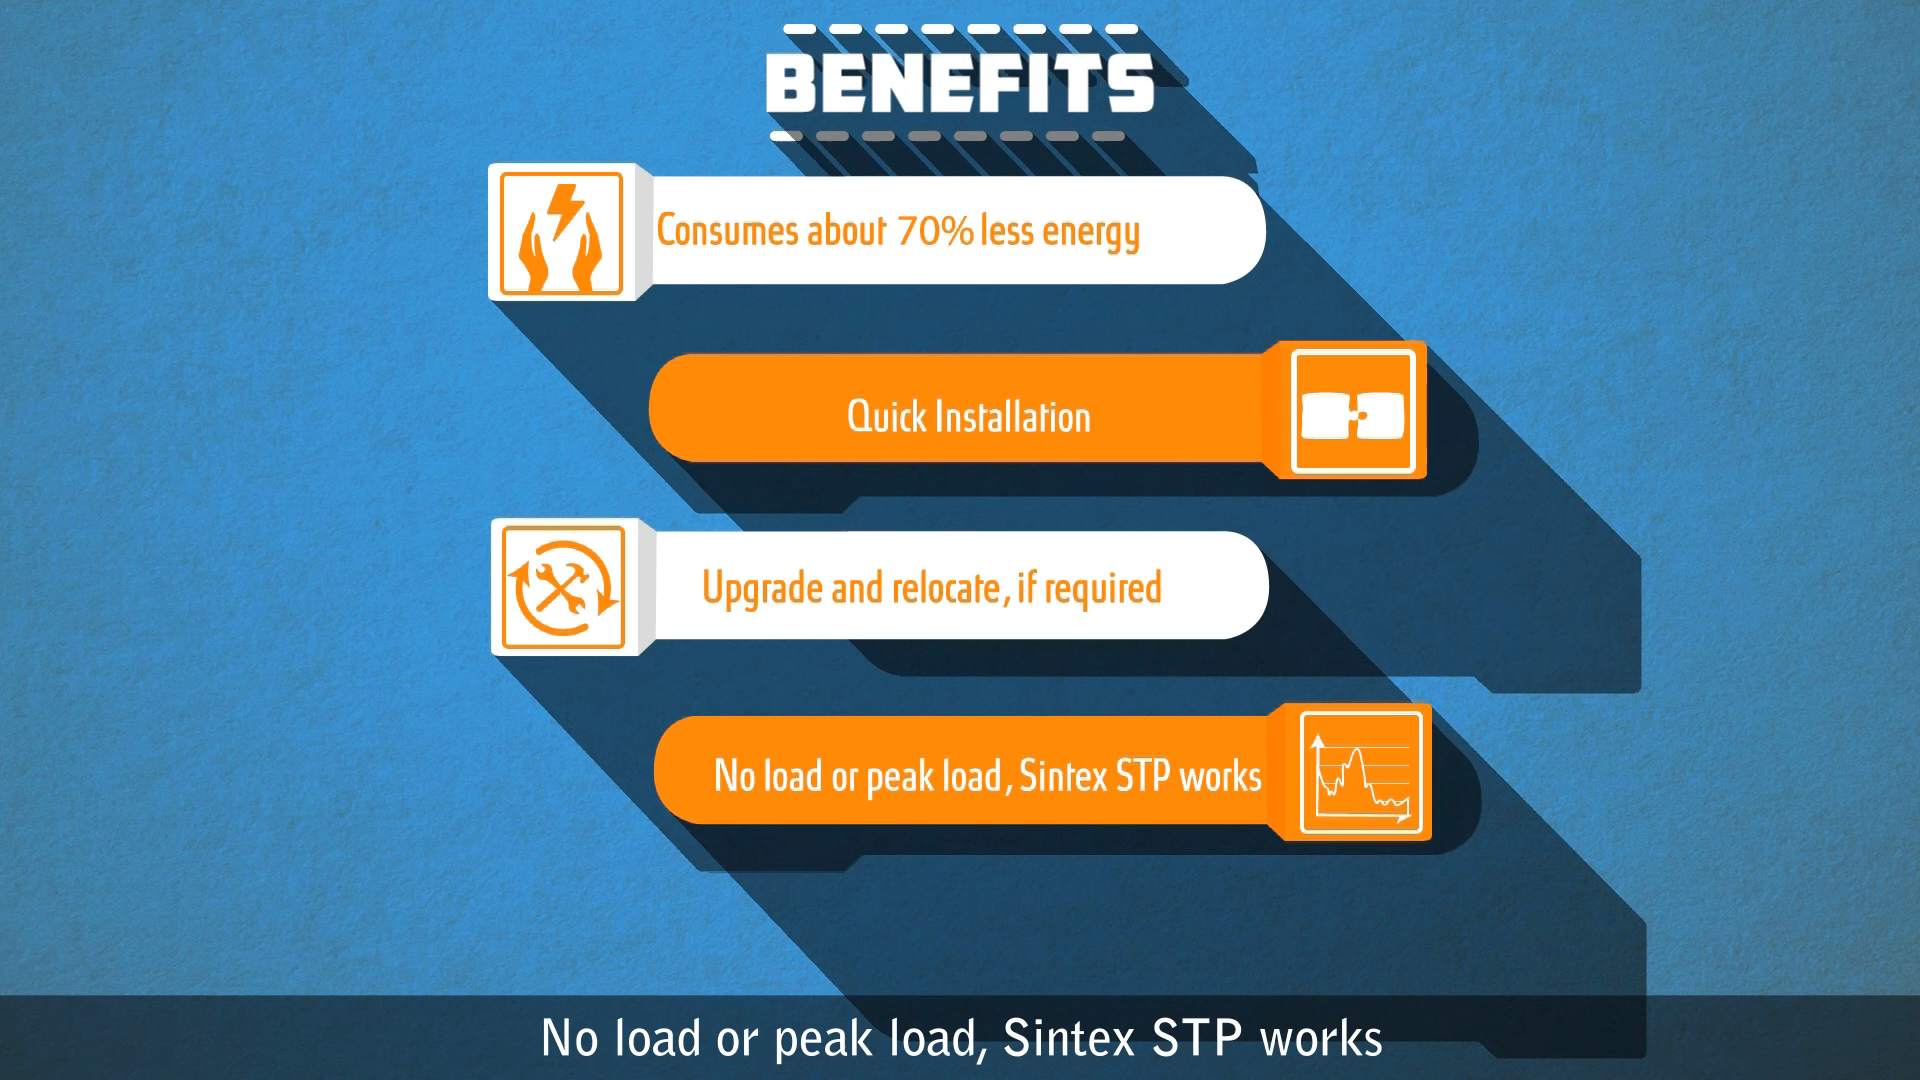 BENEFITS
Consumes about 70% less energy
Quick Installation
Upgrade and relocate, if required
No load or peak load, Sintex STP works
No load or peak load, Sintex STP works